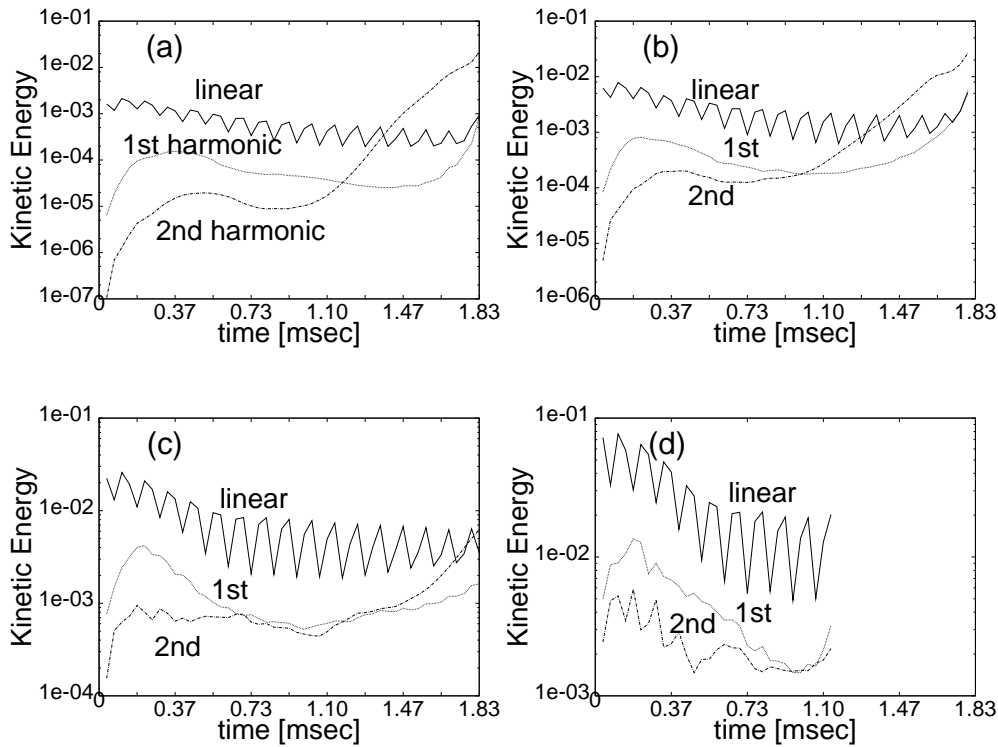 (a)
Kinetic Energy
1e-01
1e-02
1e-03
1e-04
1e-05
1e-06
1e-07
linear
1st harmonic
2nd harmonic
0 0.37 0.73 1.10 1.47 1.83
time [msec]
(b)
Kinetic Energy
1e-01
1e-02
1e-03
1e-04
1e-05
1e-06
linear
1st
2nd
0 0.37 0.73 1.10 1.47 1.83
time [msec]
(c)
Kinetic Energy
1e-01
1e-02
1e-03
1e-04
linear
1st
2nd
0 0.37 0.73 1.10 1.47 1.83
time [msec]
(d)
Kinetic Energy
1e-01
1e-02
1e-03
linear
1st
2nd
0 0.37 0.73 1.10 1.47 1.83
time [msec]